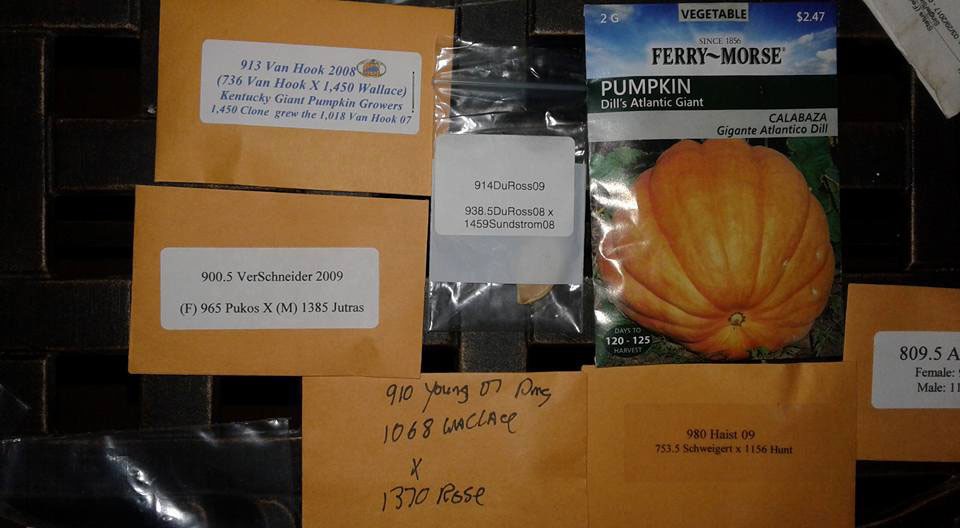 913 Van Hook 2008
(736 Van Hook X 1,450 Wallace)
Kentucky Giant Pumpkin Growers
1,450 Clone grew the 1,018 Van Hook 07
914DuRoss09
938.5DuRoss08 x
1459Sundstrom08
2 G
VEGETABLE
$2.47
SINCE 1856
FERRY~MORSE®
PUMPKIN
Dill's Atlantic Giant
CALABAZA
Gigante Atlantico Dill
DAYS TO
120 - 125
HARVEST
900.5 VerSchneider 2009
(F) 965 Pukos X (M) 1385 Jutras
910 Young 07 Dmg
1068 Wallace
X
1370 Rose
980 Haist 09
753.5 Schweigert x 1156 Hunt
809.5 A
Female:
Male: 11